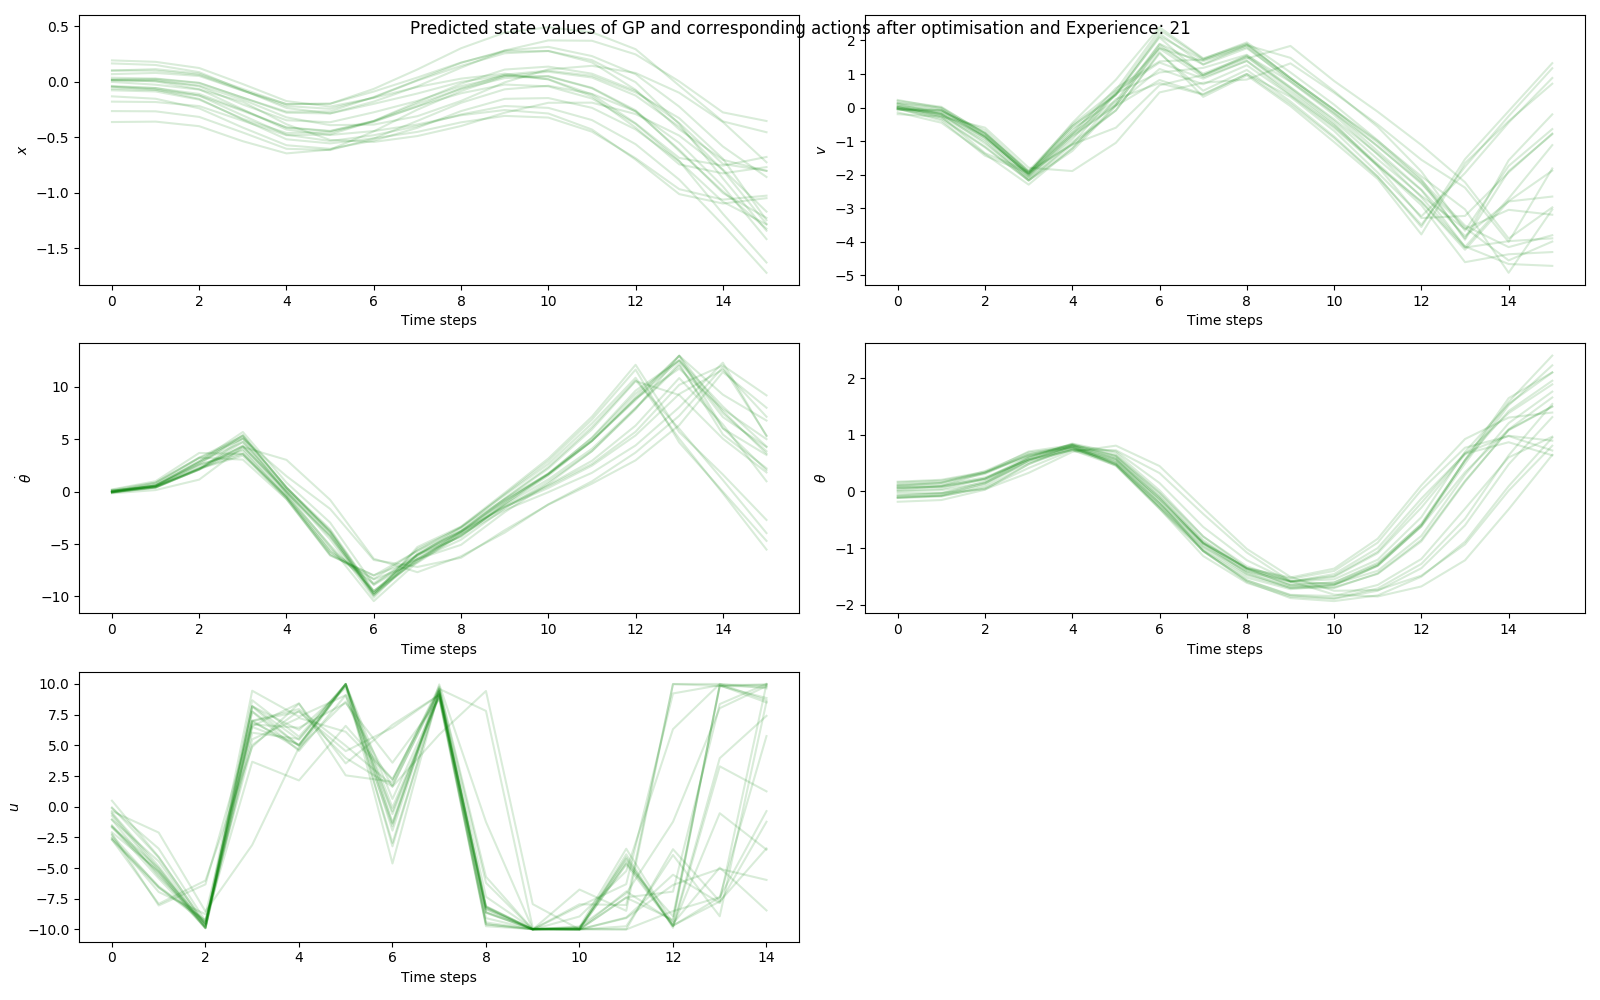 Predicted state values of GP and corresponding actions after optimisation and Experience: 21
0.5
0.0
−0.5
−1.0
−1.5
x
0 2 4 6 8 10 12 14
Time steps
2
1
0
−1
−2
−3
−4
−5
v
0 2 4 6 8 10 12 14
Time steps
10
5
0
−5
−10
θ̇
0 2 4 6 8 10 12 14
Time steps
2
1
0
−1
−2
θ
0 2 4 6 8 10 12 14
Time steps
10.0
7.5
5.0
2.5
0.0
−2.5
−5.0
−7.5
−10.0
u
0 2 4 6 8 10 12 14
Time steps